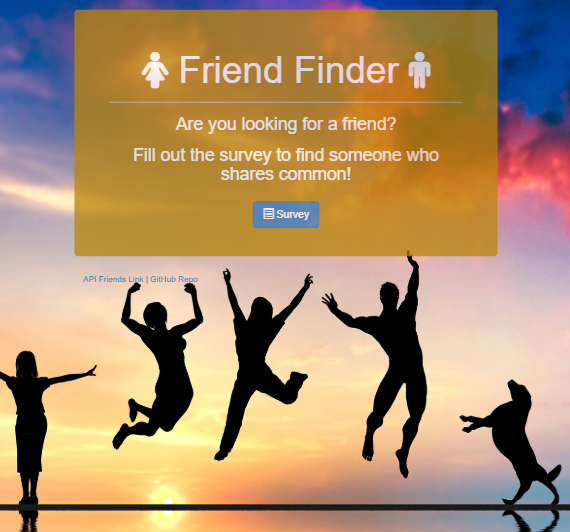 Friend Finder
Are you looking for a friend?
Fill out the survey to find someone who
shares common!
Survey
API Friends Link | GitHub Repo